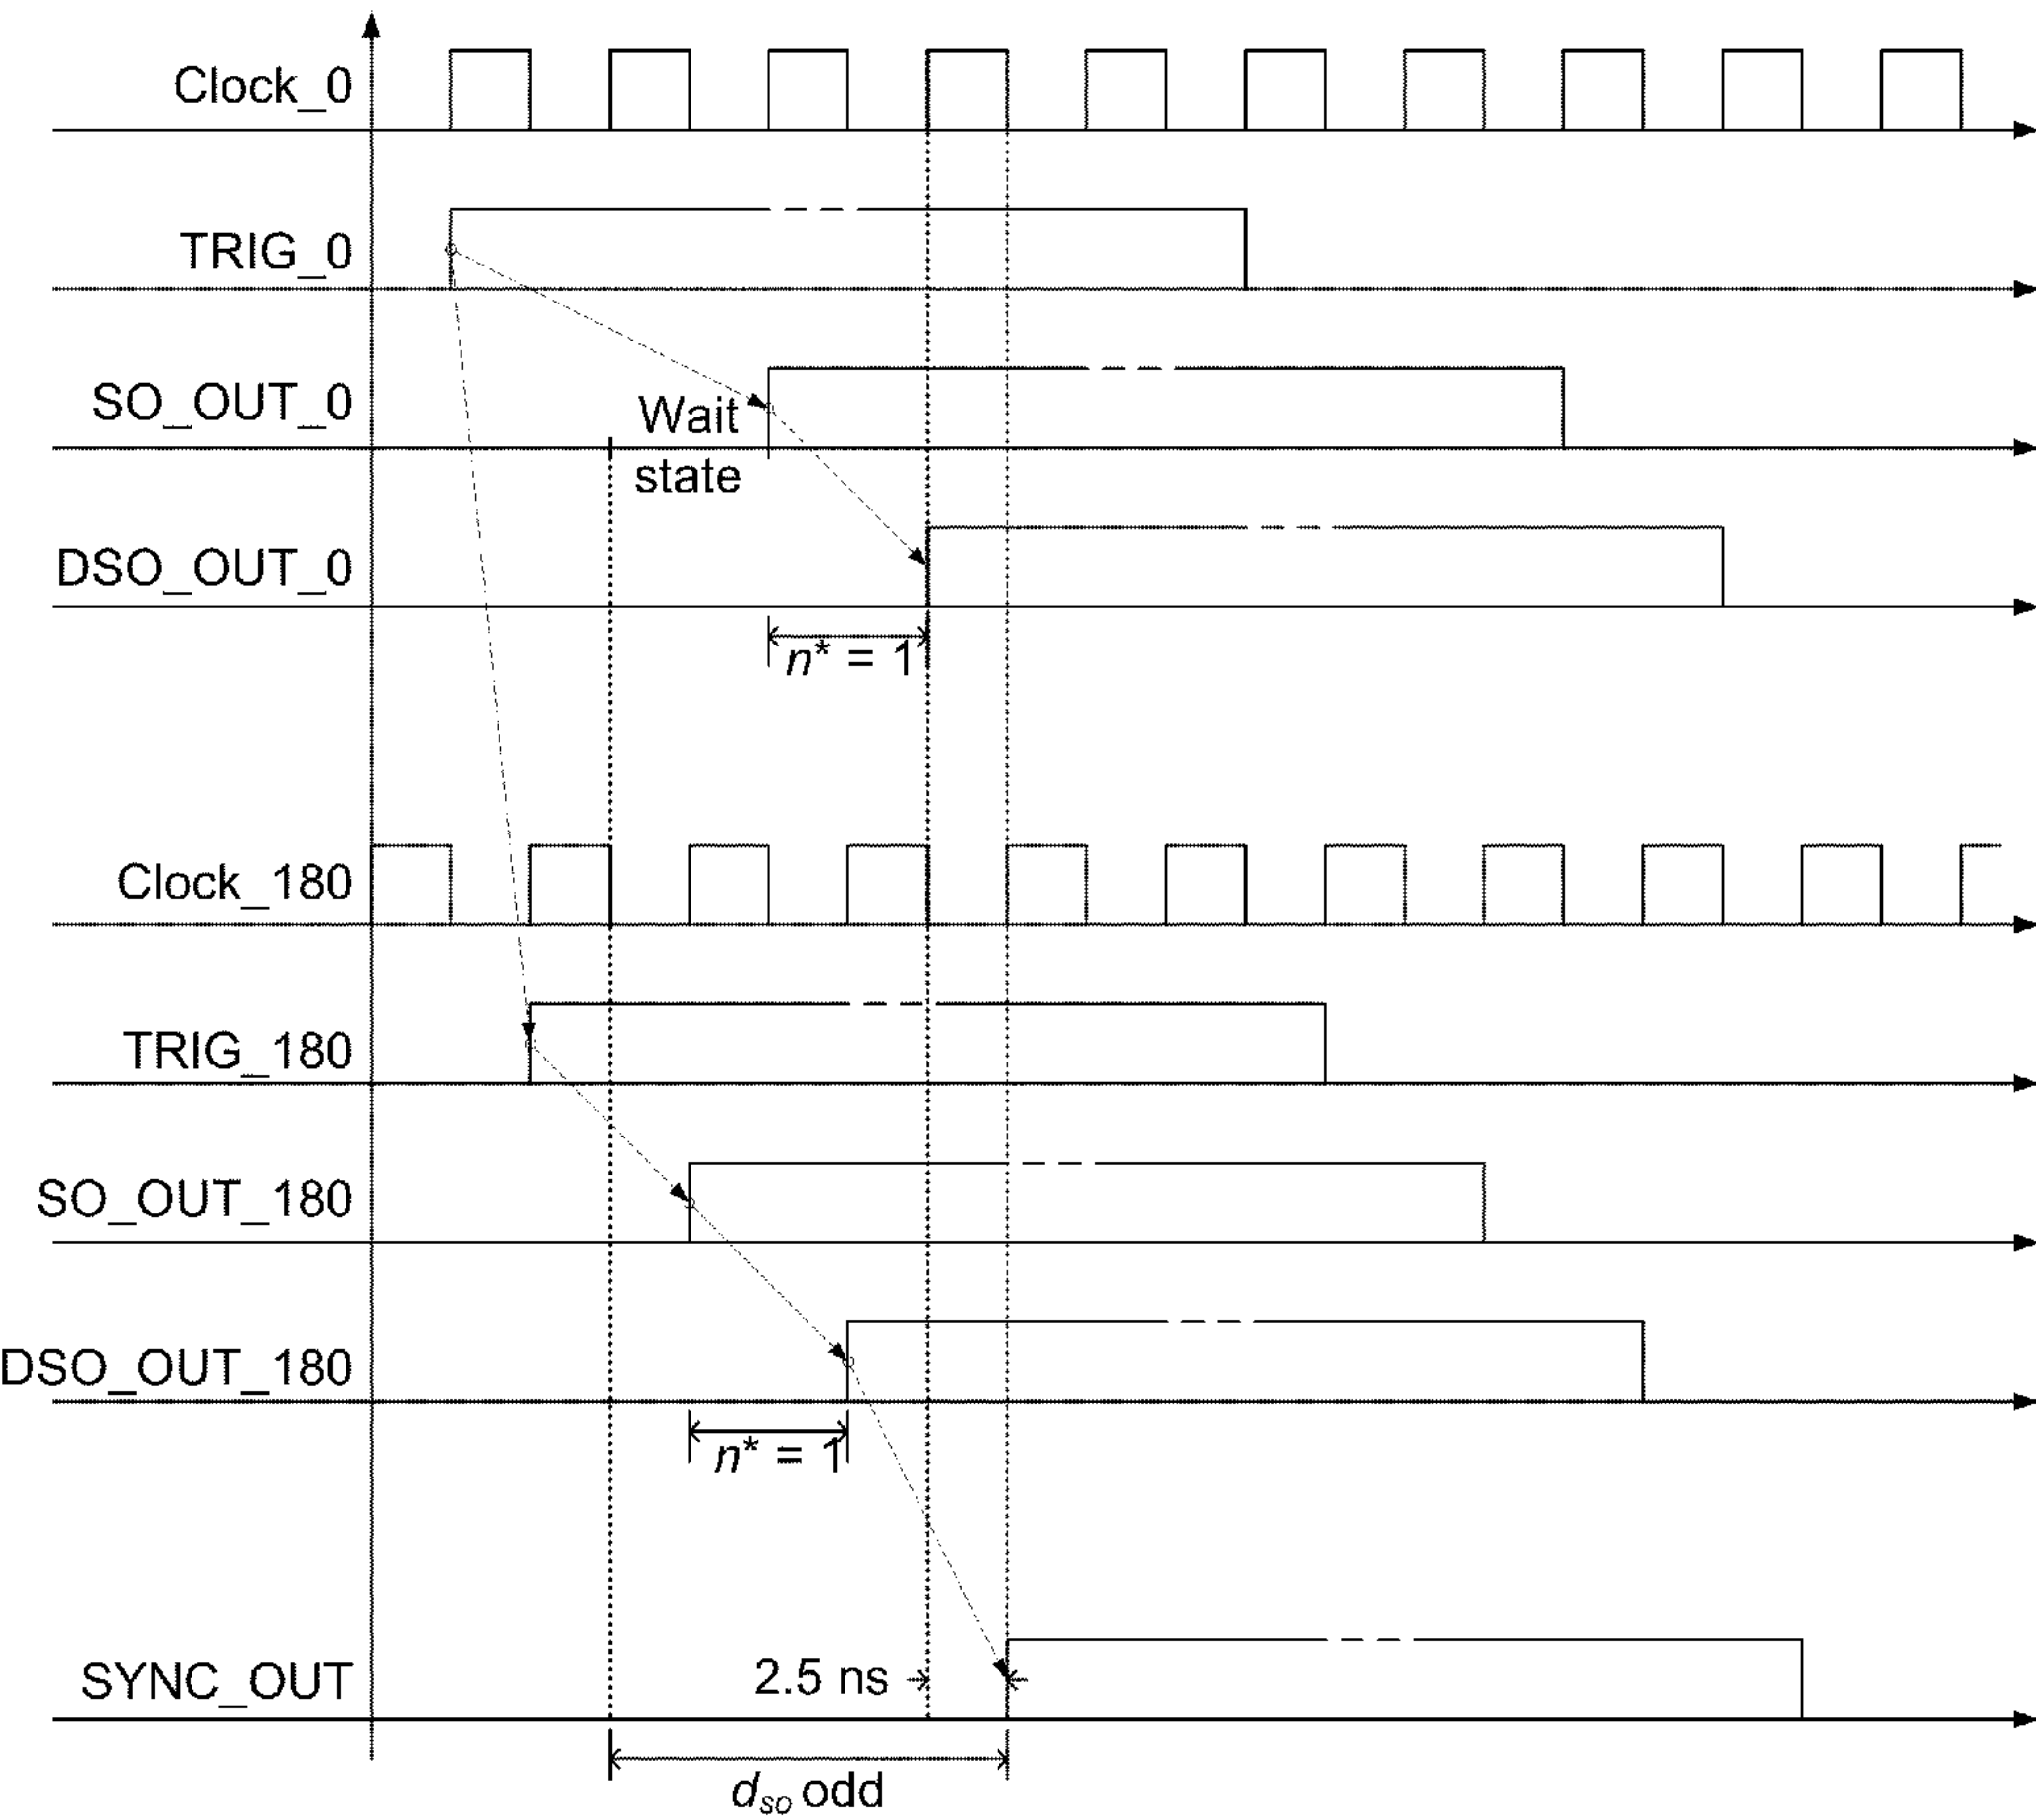 Clock_0
TRIG_0
SO_OUT_0
Wait
state
DSO_OUT_0
n* = 1
Clock_180
TRIG_180
SO_OUT_180
DSO_OUT_180
n* = 1
SYNC_OUT
2.5 ns
dso odd